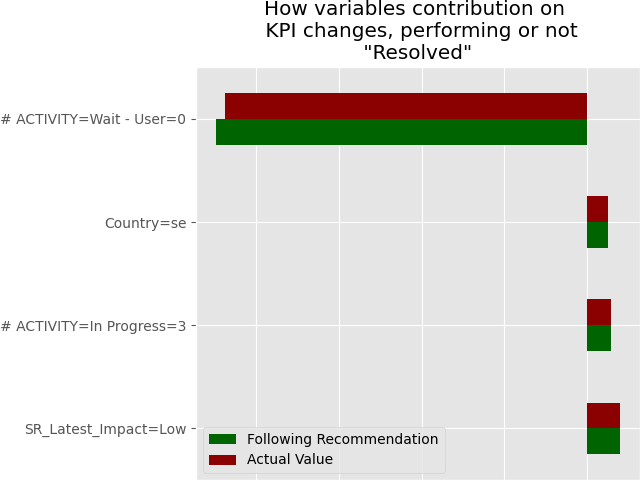 How variables contribution on
KPI changes, performing or not
"Resolved"
# ACTIVITY=Wait - User=0
Country=se
# ACTIVITY=In Progress=3
SR_Latest_Impact=Low
Following Recommendation
Actual Value